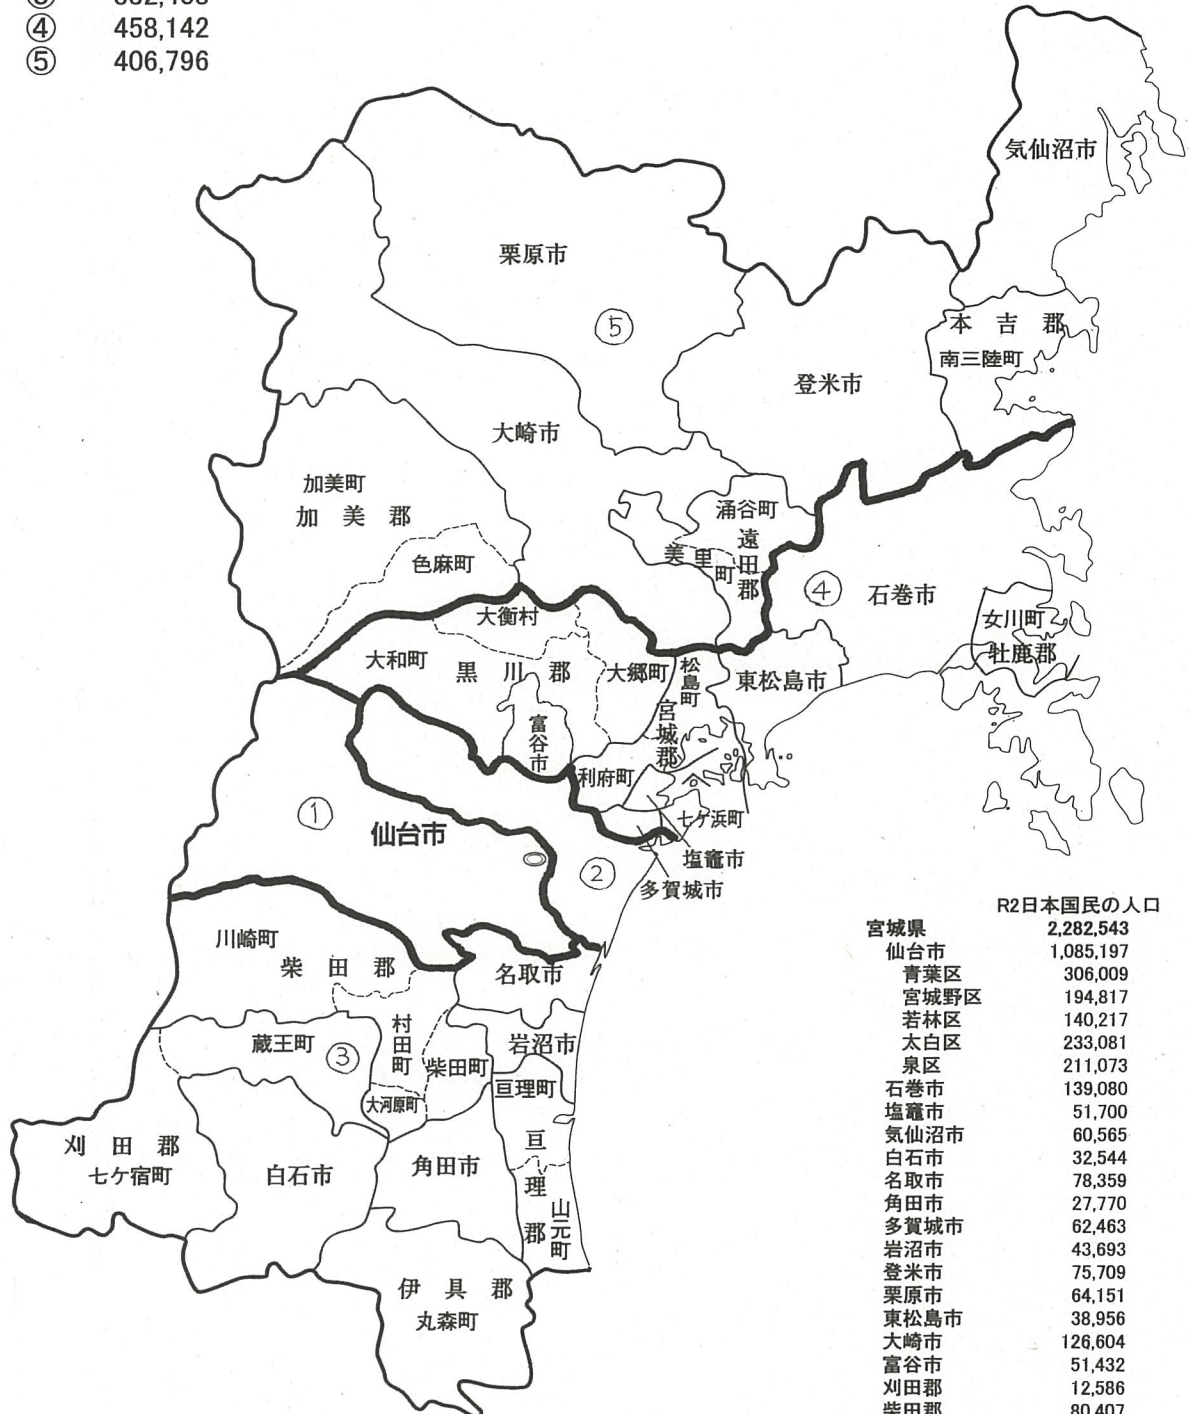 ④ 458,142
⑤ 406,796
気仙沼市
栗原市
⑤
本吉郡
南三陸町
登米市
大崎市
加美町
加美郡
涌谷町
遠田郡
美里町
色麻町
④
石巻市
女川町
牡鹿郡
大衡村
大和町
黒川郡
大郷町
松島町
東松島市
宮城郡
富谷市
利府町
①
仙台市
七ケ浜町
塩竈市
②
多賀城市
川崎町
柴田郡
名取市
村田町
蔵王町
③
柴田町
岩沼市
亘理町
大河原町
亘理郡
刈田郡
七ケ宿町
白石市
角田市
山元町
伊具郡
丸森町
R2日本国民の人口
宮城県 2,282,543
仙台市 1,085,197
青葉区 306,009
宮城野区 194,817
若林区 140,217
太白区 233,081
泉区 211,073
石巻市 139,080
塩竈市 51,700
気仙沼市 60,565
白石市 32,544
名取市 78,359
角田市 27,770
多賀城市 62,463
岩沼市 43,693
登米市 75,709
栗原市 64,151
東松島市 38,956
大崎市 126,604
富谷市 51,432
刈田郡 12,586
柴田郡 80,407